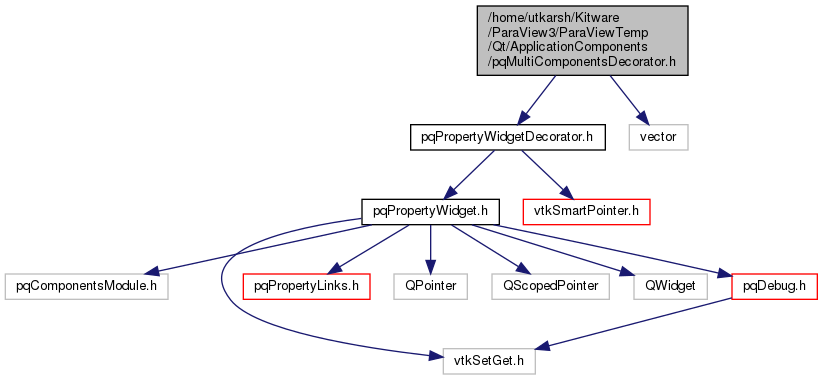 /home/utkarsh/Kitware
/ParaView3/ParaViewTemp
/Qt/ApplicationComponents
/pqMultiComponentsDecorator.h
pqPropertyWidgetDecorator.h
vector
pqPropertyWidget.h
vtkSmartPointer.h
pqComponentsModule.h
pqPropertyLinks.h
QPointer
QScopedPointer
QWidget
pqDebug.h
vtkSetGet.h